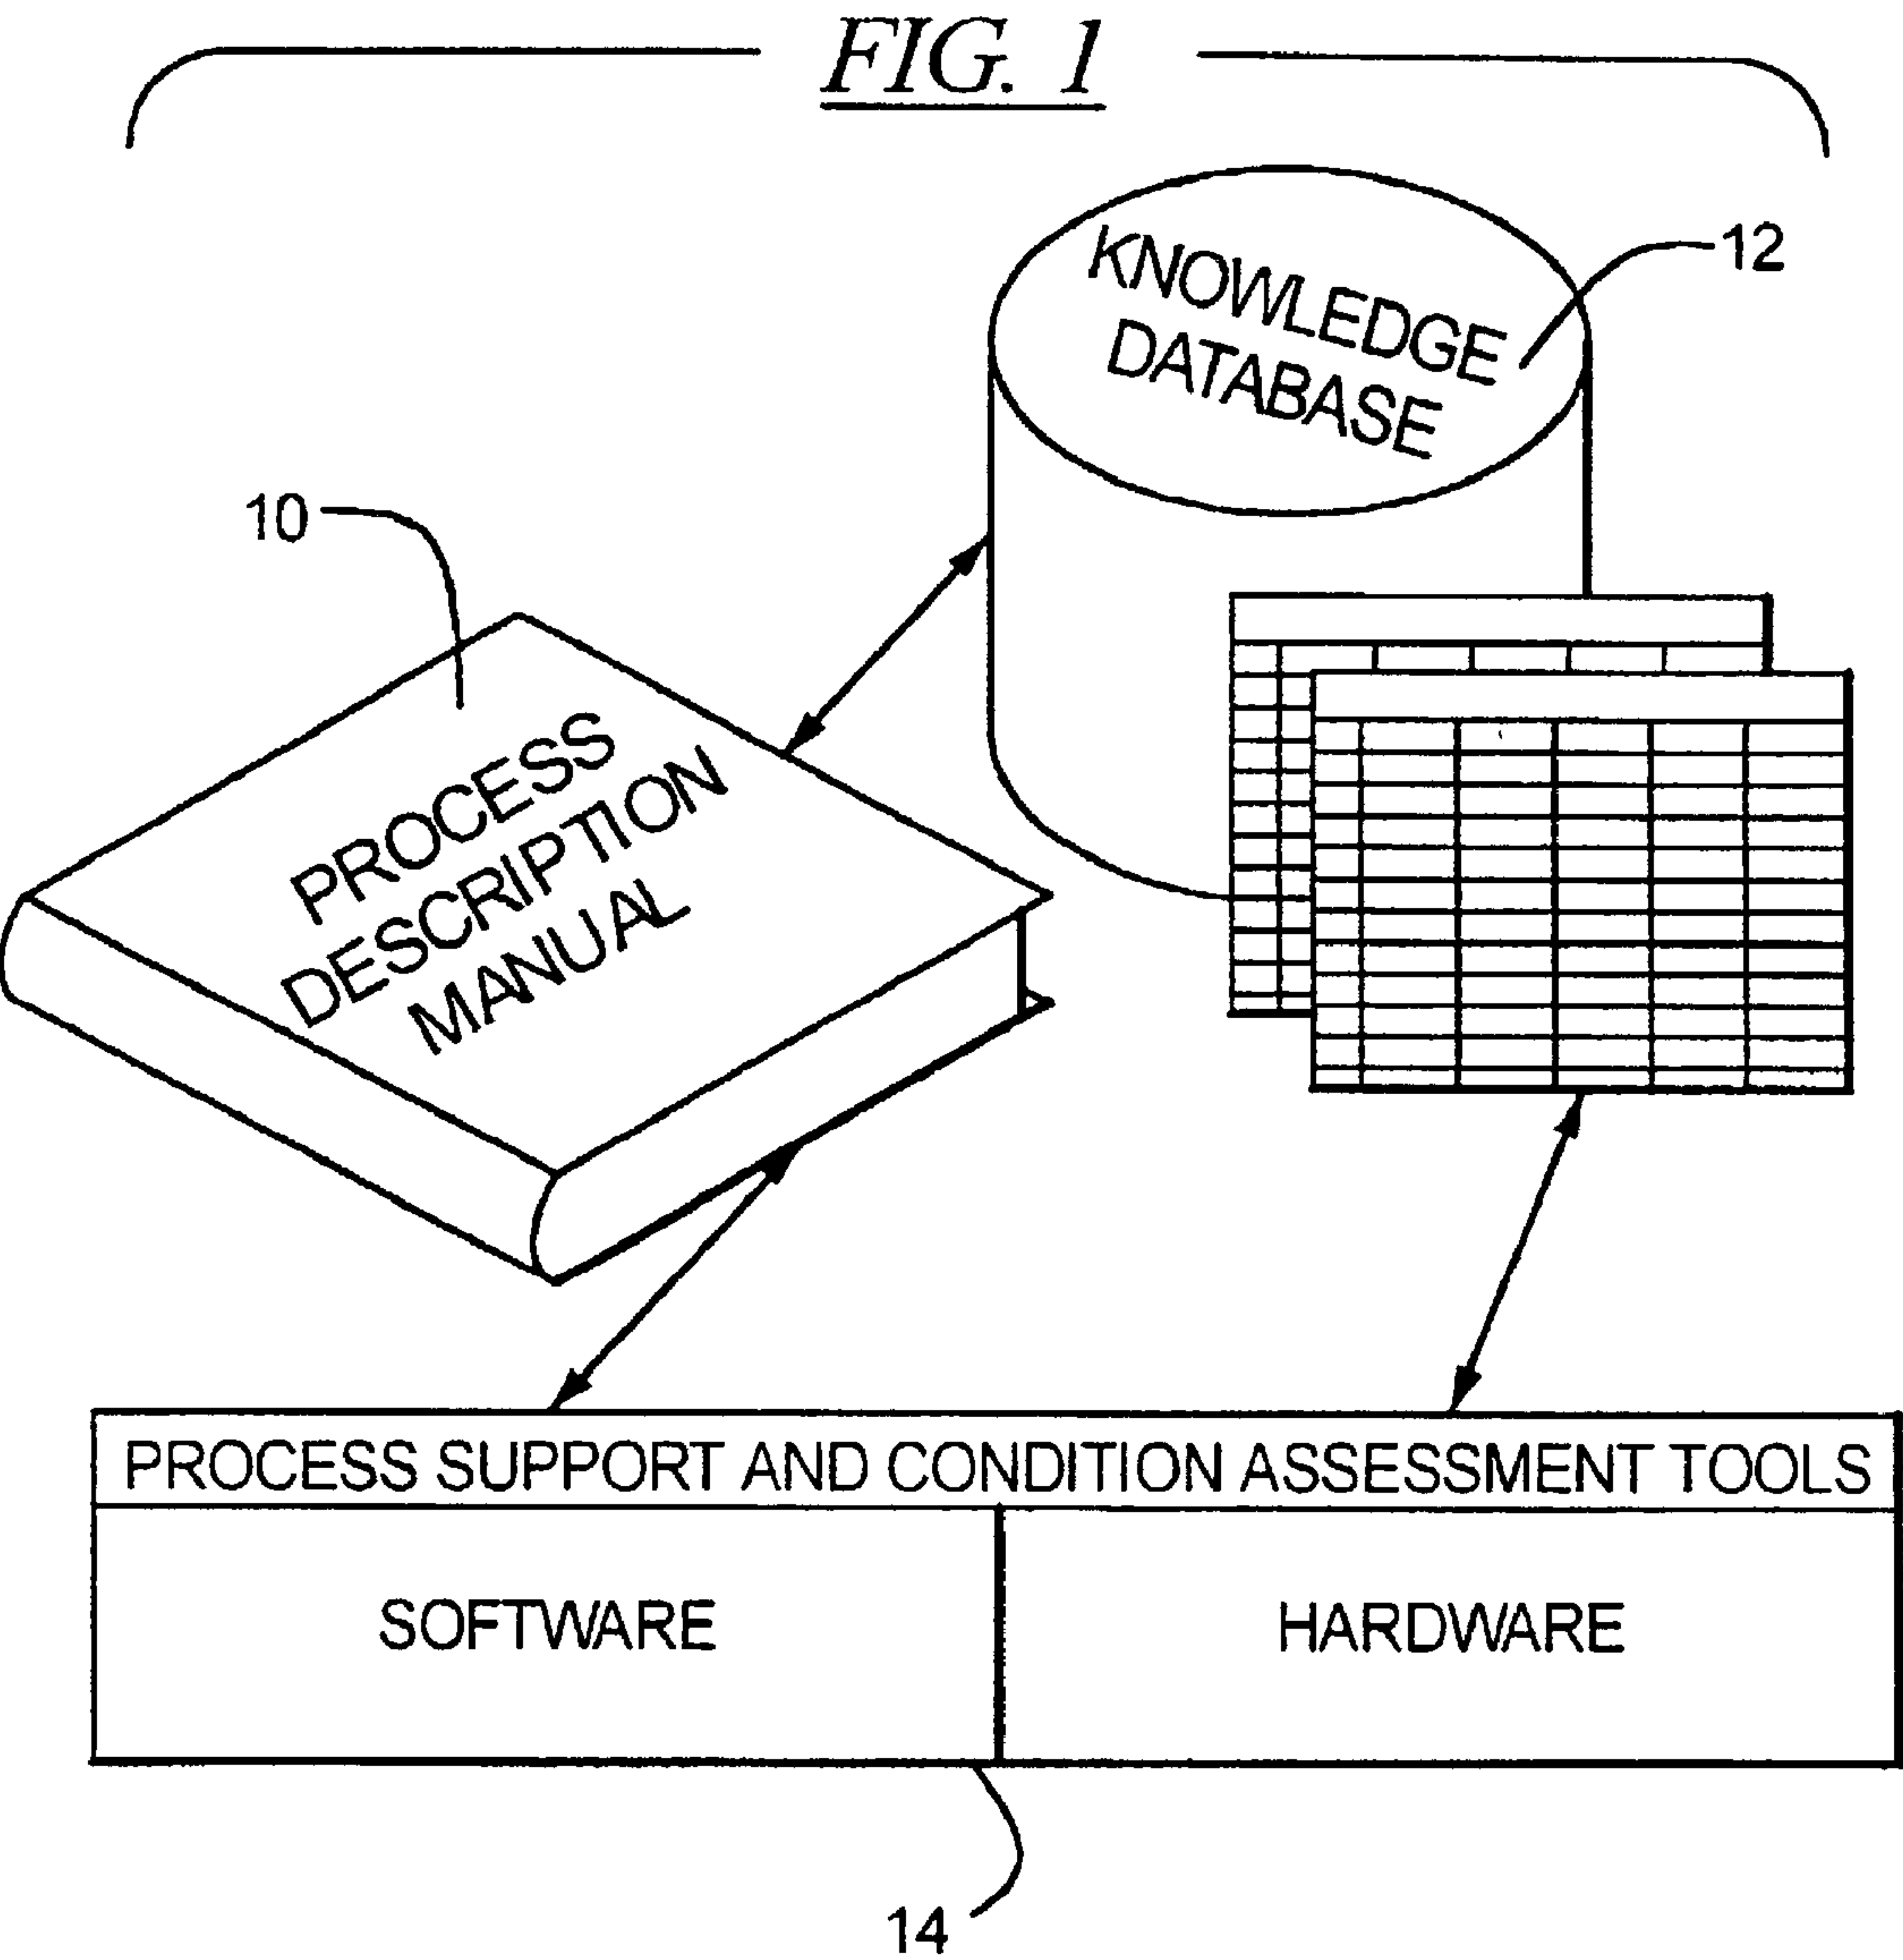 FIG. 1
KNOWLEDGE
DATABASE
12
10
PROCESS
DESCRIPTION
MANUAL
PROCESS SUPPORT AND CONDITION ASSESSMENT TOOLS
SOFTWARE
HARDWARE
14